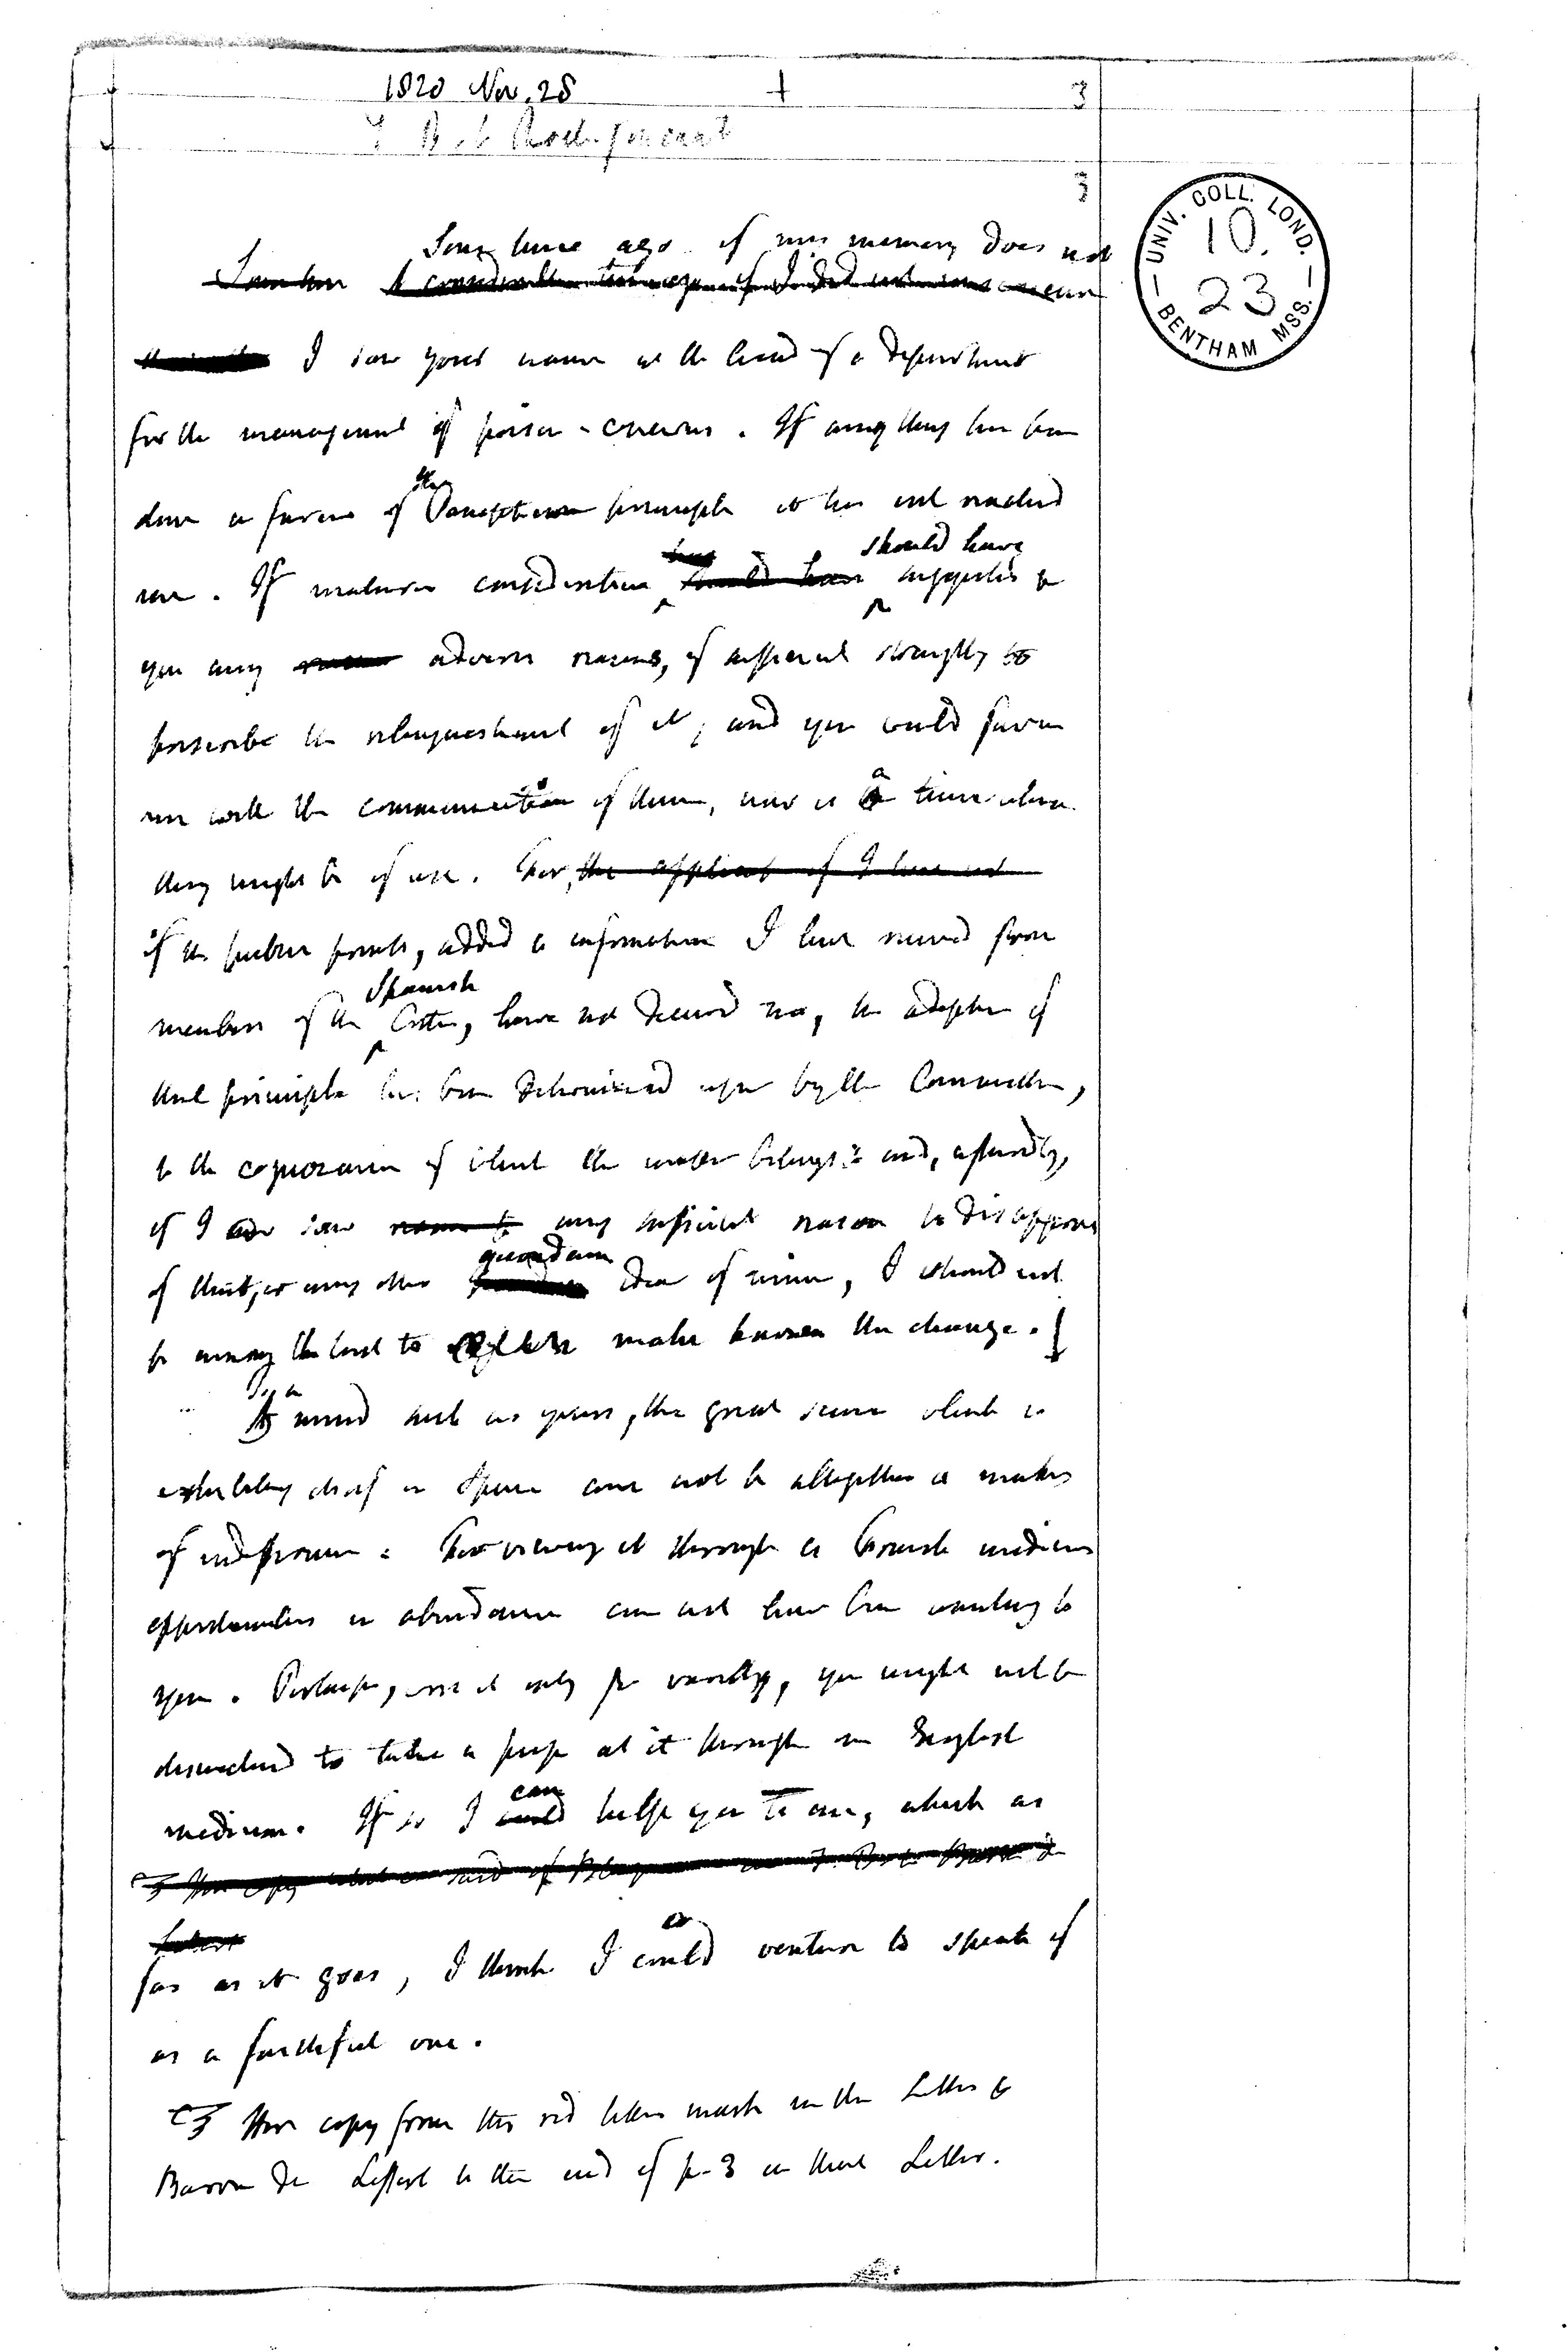 1820 Nov. 28 + 3
J. B. to Rochefoucault
3
UNIV. COLL. LOND.
10.
23
BENTHAM MSS.
Some time ago if my memory does not
I saw your name at the head of a department
for the management of prison-concerns. If any thing has been
done in favour of the Panopticon principle it has not reached
me. If maturer consideration should have suggested to
you any adverse reasons, of sufficient strength to
prescribe the relinquishment of it, and you could favour
me with the communication of them, now is a time when
they might be of use. For,
if the public prints, added to information I have received from
members of the Spanish Cortes, have not deceived me, the adoption of
that principle has been determined upon by the Committee,
to the cognizance of which the matter belongs: and, assuredly,
if I saw any sufficient reason to disapprove
of that, or any other quondam idea of mine, I should not
be among the last to make known the change.
To a mind such as yours, the great scene which is
exhibiting itself in Spain can not be altogether a matter
of indifference: For viewing it through a French medium
opportunities in abundance can not have been wanting to
you. Perhaps, were it only for variety, you might not be
disinclined to take a peep at it through an English
medium. If so I can help you to one, which as
far as it goes, I think I could venture to speak of
as a faithful one.
☞ Here copy from the red letter mark in the Letter to
Baron De Lessert to the end of p. 3 in that Letter.